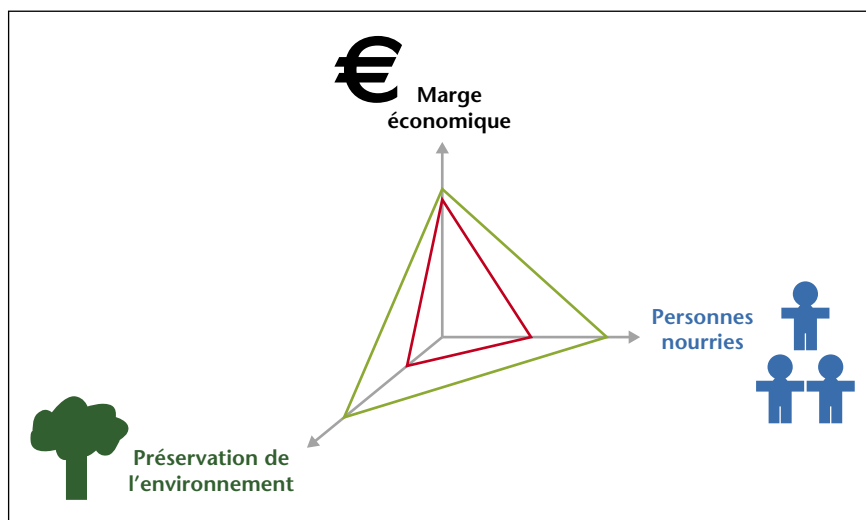 €
Marge
économique
Personnes
nourries
Préservation de
l’environnement